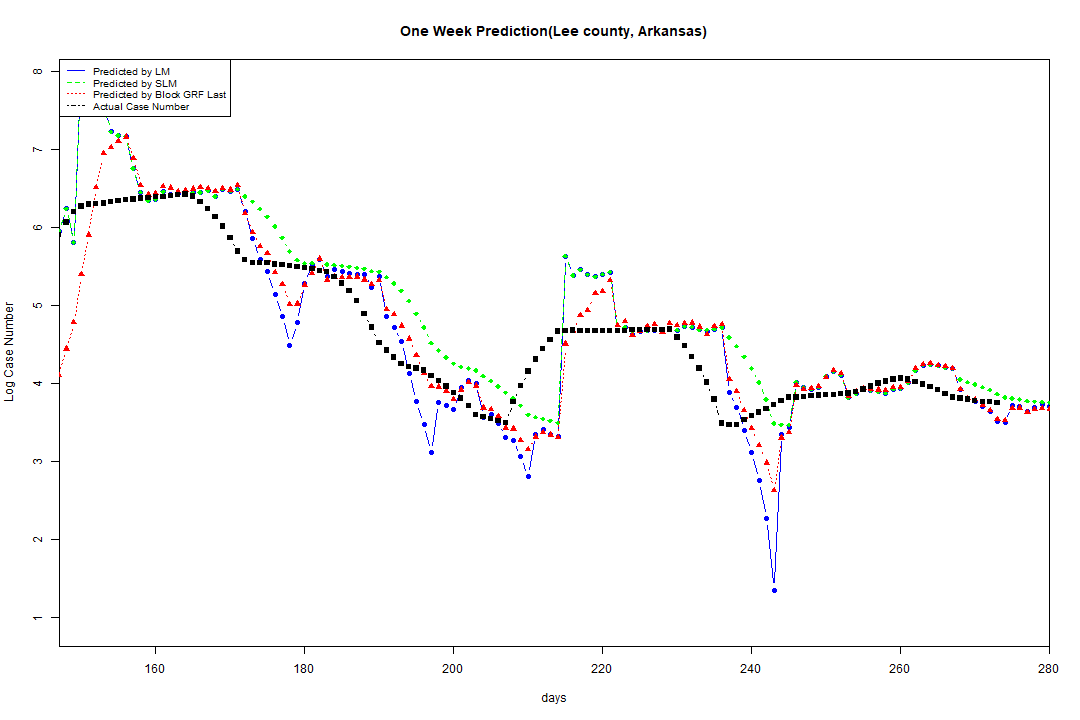 One Week Prediction(Lee county, Arkansas)
Predicted by LM
Predicted by SLM
Predicted by Block GRF Last
Actual Case Number
8
7
6
5
4
3
2
1
Log Case Number
160 180 200 220 240 260 280
days